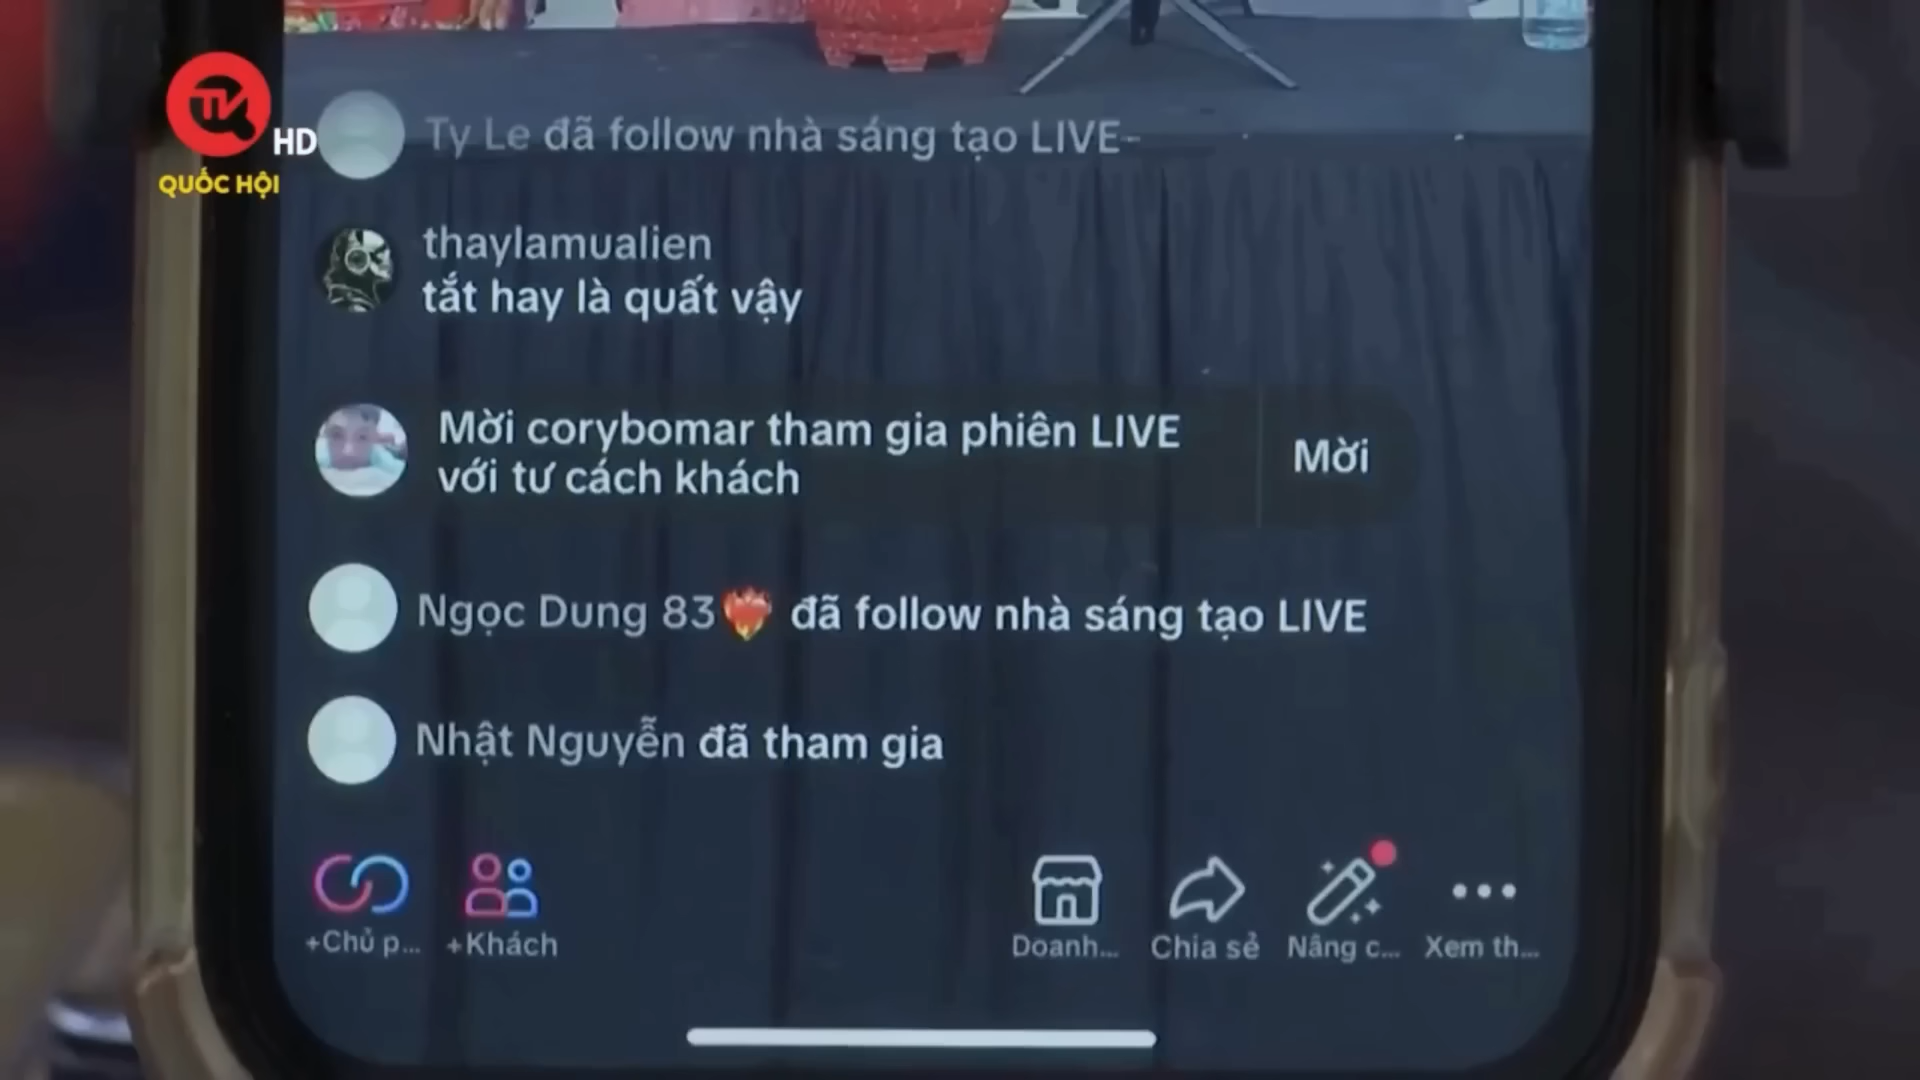 TV
HD
QUỐC HỘI
Ty Le đã follow nhà sáng tạo LIVE
thaylamualien
tắt hay là quất vậy
Mời corybomar tham gia phiên LIVE
với tư cách khách
Mời
Ngọc Dung 83❤️‍🔥 đã follow nhà sáng tạo LIVE
Nhật Nguyễn đã tham gia
+Chủ p...
+Khách
Doanh...
Chia sẻ
Nâng c...
Xem th...